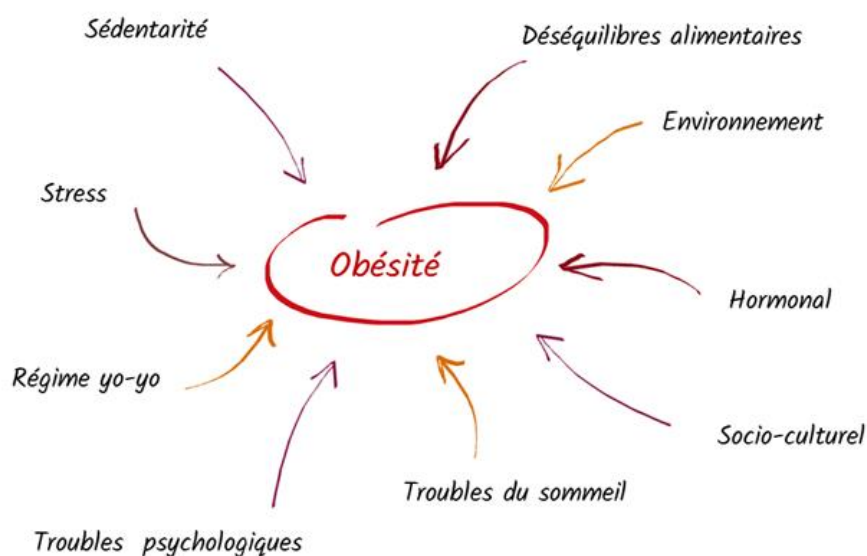 Sédentarité
Déséquilibres alimentaires
Environnement
Stress
Obésité
Hormonal
Régime yo-yo
Socio-culturel
Troubles du sommeil
Troubles psychologiques